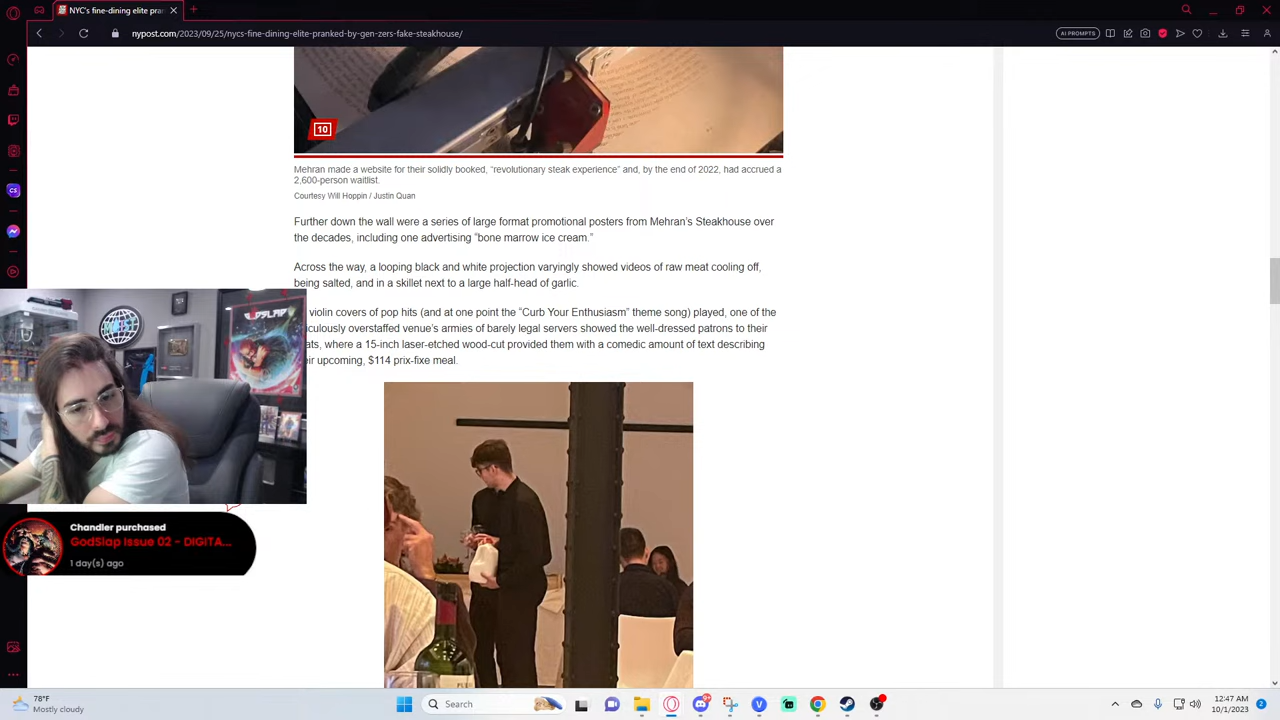 NYC's fine-dining elite pran
nypost.com/2023/09/25/nycs-fine-dining-elite-pranked-by-gen-zers-fake-steakhouse/
AI PROMPTS
10
Mehran made a website for their solidly booked, “revolutionary steak experience” and, by the end of 2022, had accrued a
2,600-person waitlist.
Courtesy Will Hoppin / Justin Quan
Further down the wall were a series of large format promotional posters from Mehran’s Steakhouse over
the decades, including one advertising “bone marrow ice cream.”
Across the way, a looping black and white projection varyingly showed videos of raw meat cooling off,
being salted, and in a skillet next to a large half-head of garlic.
violin covers of pop hits (and at one point the “Curb Your Enthusiasm” theme song) played, one of the
iculously overstaffed venue’s armies of barely legal servers showed the well-dressed patrons to their
ats, where a 15-inch laser-etched wood-cut provided them with a comedic amount of text describing
ir upcoming, $114 prix-fixe meal.
GODSLAP
Chandler purchased
GodSlap Issue 02 - DIGITA...
1 day(s) ago
78°F
Mostly cloudy
Search
12:47 AM
10/1/2023
2